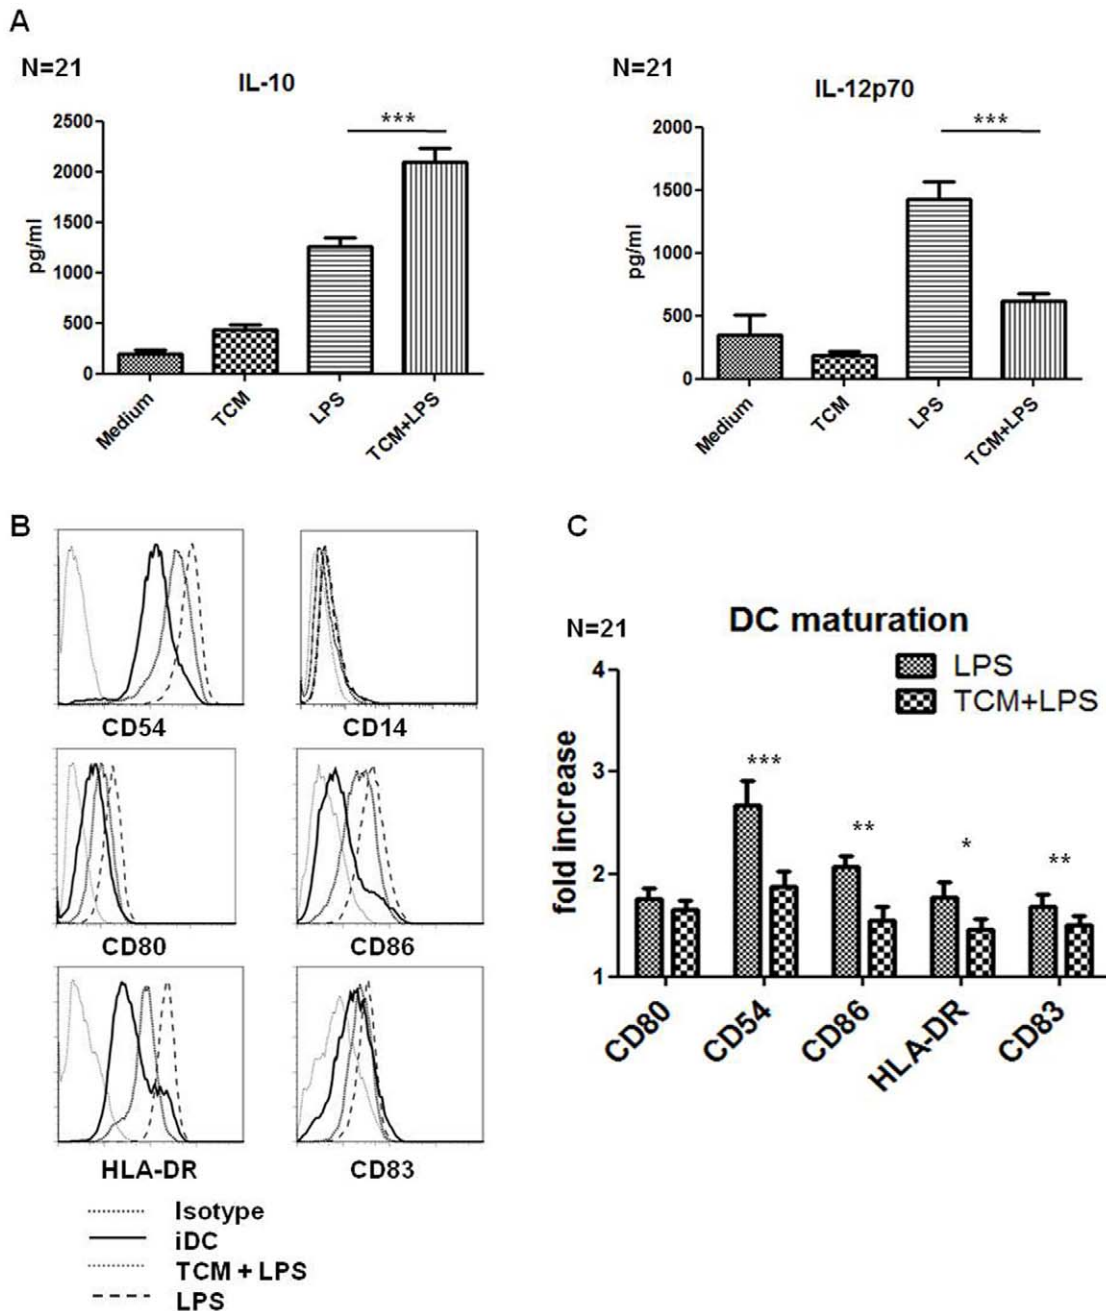 A
N=21
IL-10
***
2500
2000
1500
1000
500
0
pg/ml
Medium
TCM
LPS
TCM+LPS
N=21
IL-12p70
***
2000
1500
1000
500
0
pg/ml
Medium
TCM
LPS
TCM+LPS
B
CD54
CD14
CD80
CD86
HLA-DR
CD83
Isotype
iDC
TCM + LPS
LPS
C
N=21
DC maturation
LPS
TCM+LPS
4
3
2
1
fold increase
***
**
*
**
CD80
CD54
CD86
HLA-DR
CD83